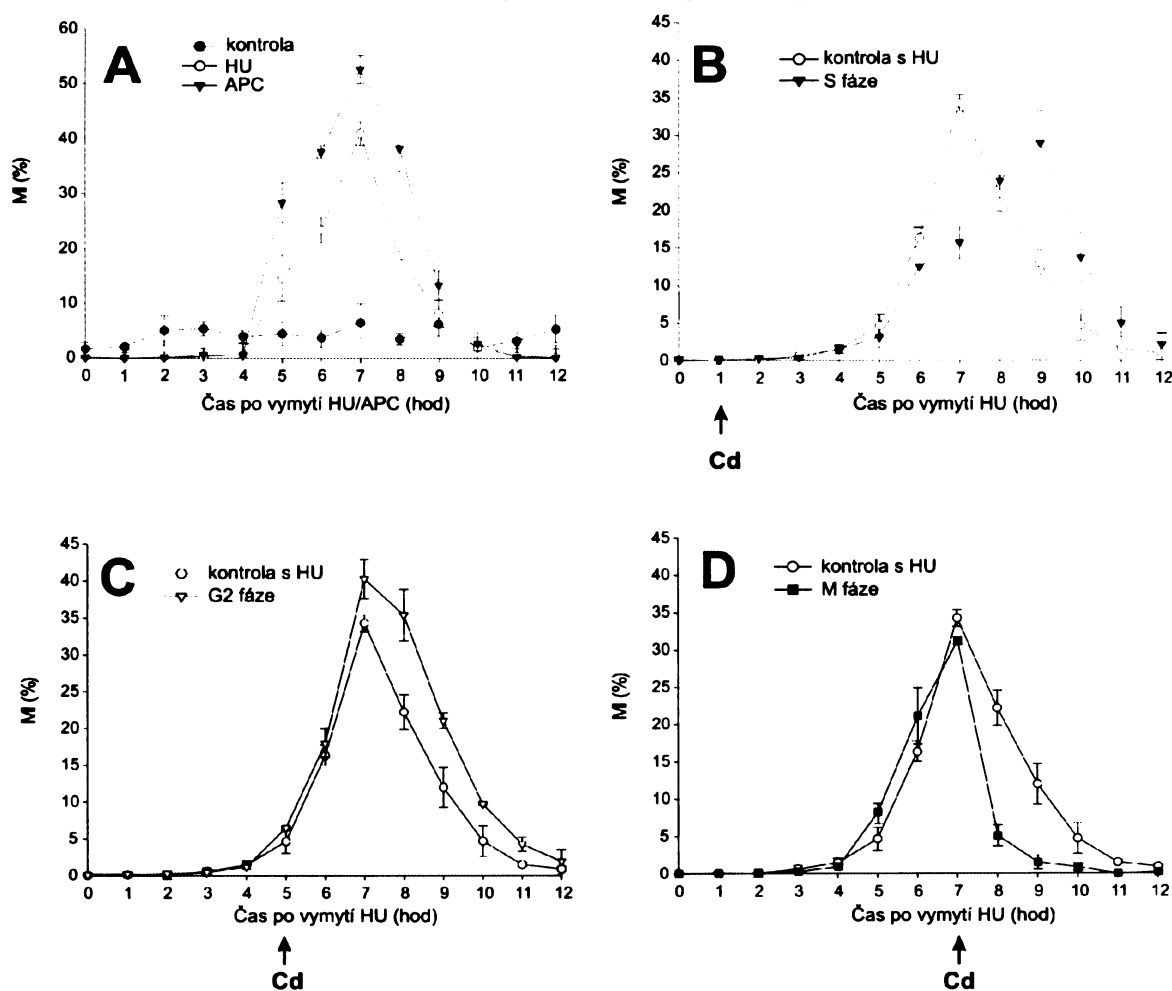 A
kontrola
HU
APC
MI (%)
60
50
40
30
20
10
0
0 1 2 3 4 5 6 7 8 9 10 11 12
Čas po vymytí HU/APC (hod)
B
kontrola s HU
S fáze
MI (%)
45
40
35
30
25
20
15
10
5
0
0 1 2 3 4 5 6 7 8 9 10 11 12
Čas po vymytí HU (hod)
Cd
C
kontrola s HU
G2 fáze
MI (%)
45
40
35
30
25
20
15
10
5
0
0 1 2 3 4 5 6 7 8 9 10 11 12
Čas po vymytí HU (hod)
Cd
D
kontrola s HU
M fáze
MI (%)
45
40
35
30
25
20
15
10
5
0
0 1 2 3 4 5 6 7 8 9 10 11 12
Čas po vymytí HU (hod)
Cd